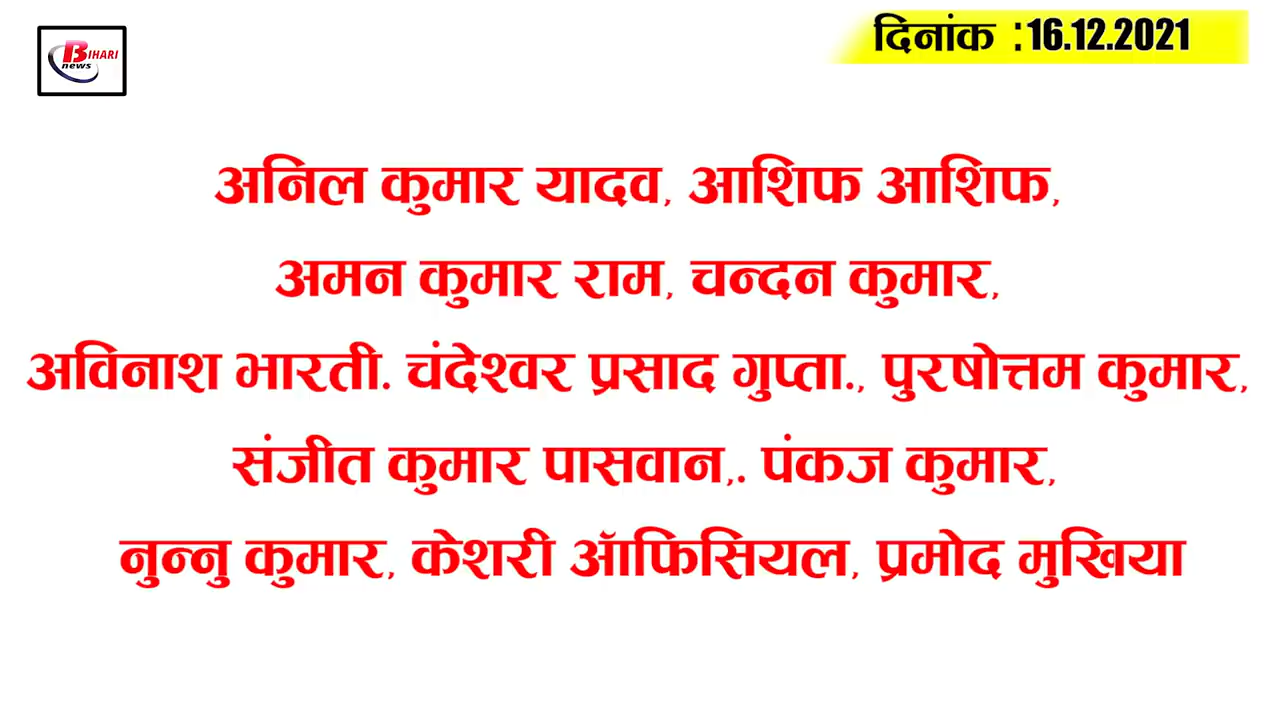 BIHARI
news
दिनांक :16.12.2021
अनिल कुमार यादव, आशिफ आशिफ,
अमन कुमार राम, चन्दन कुमार,
अविनाश भारती. चंदेश्वर प्रसाद गुप्ता., पुरषोत्तम कुमार,
संजीत कुमार पासवान,. पंकज कुमार,
नुन्नु कुमार, केशरी ऑफिसियल, प्रमोद मुखिया